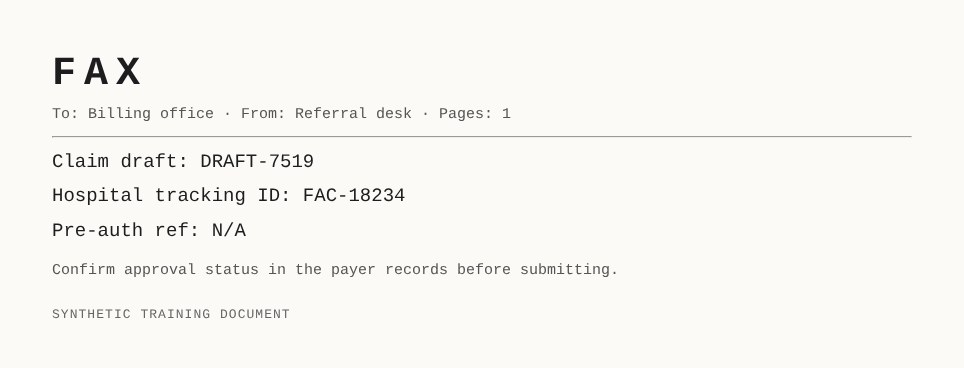 FAX
To: Billing office · From: Referral desk · Pages: 1
Claim draft: DRAFT-7519
Hospital tracking ID: FAC-18234
Pre-auth ref: N/A
Confirm approval status in the payer records before submitting.
SYNTHETIC TRAINING DOCUMENT